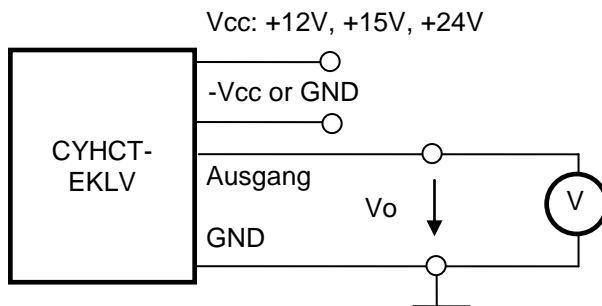 Vcc: +12V, +15V, +24V
-Vcc or GND
CYHCT-
EKLV
Ausgang
Vo
V
GND